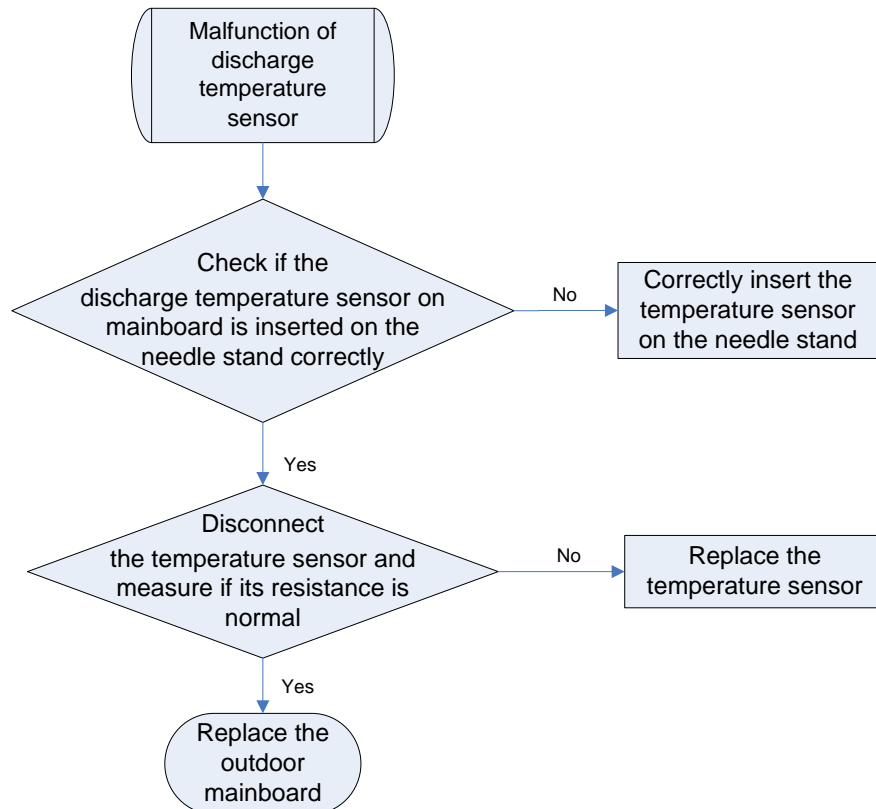 Malfunction of
discharge
temperature
sensor
Check if the
discharge temperature sensor on
mainboard is inserted on the
needle stand correctly
No
Correctly insert the
temperature sensor
on the needle stand
Yes
Disconnect
the temperature sensor and
measure if its resistance is
normal
No
Replace the
temperature sensor
Yes
Replace the
outdoor
mainboard